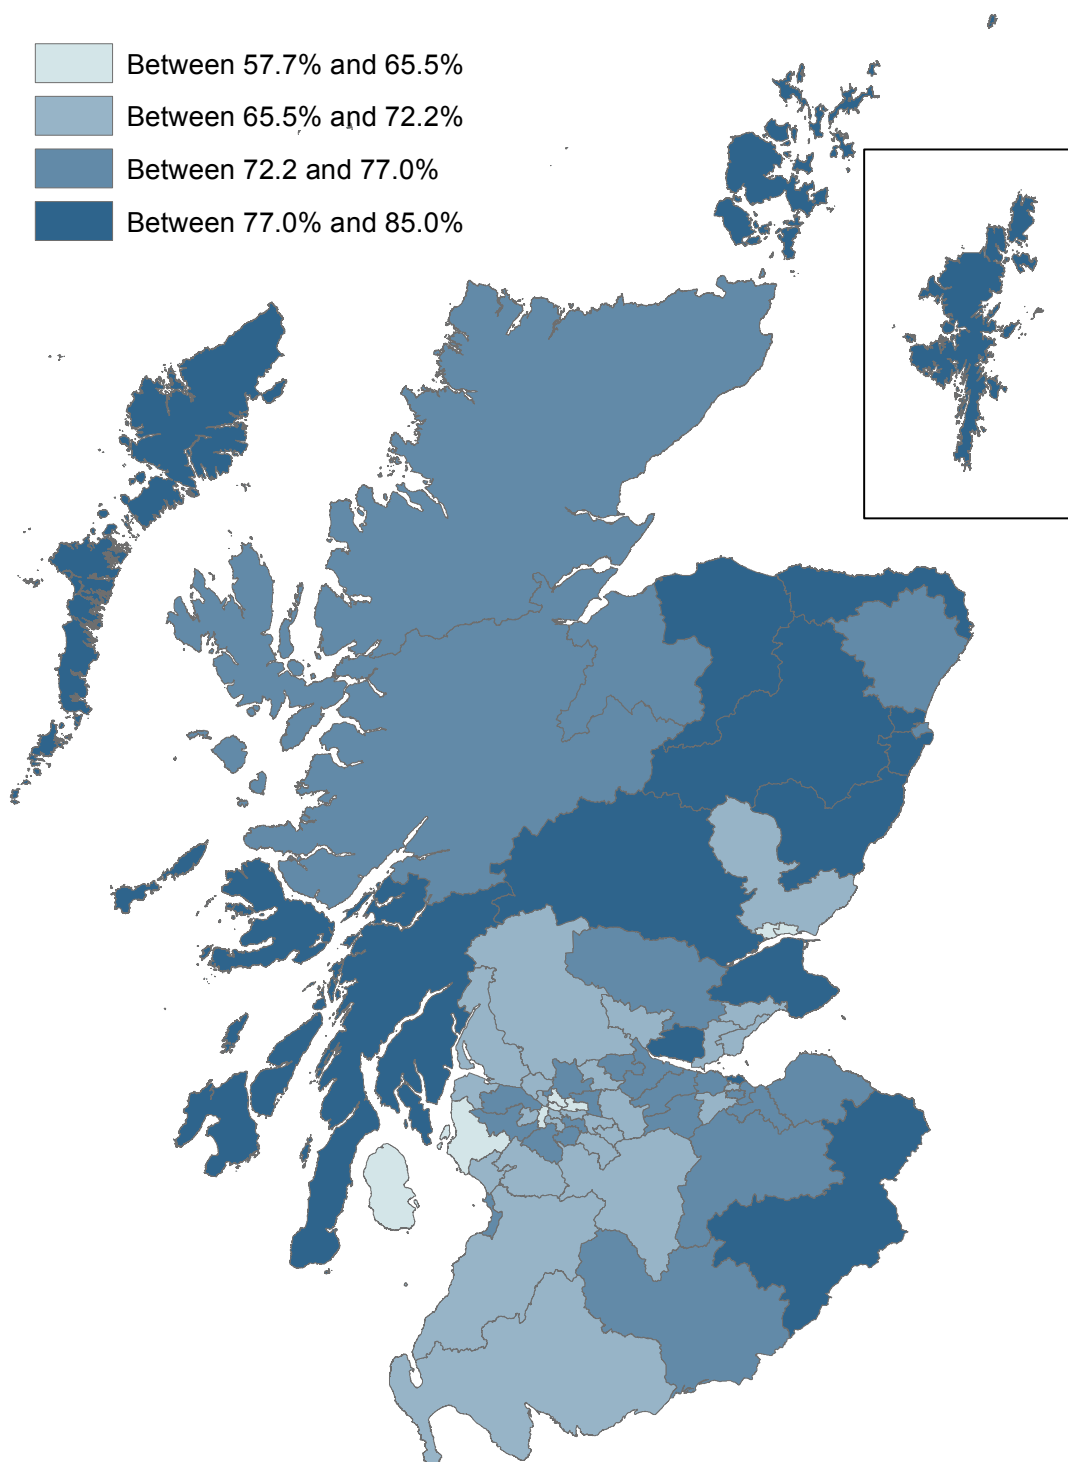 Between 57.7% and 65.5%
Between 65.5% and 72.2%
Between 72.2 and 77.0%
Between 77.0% and 85.0%